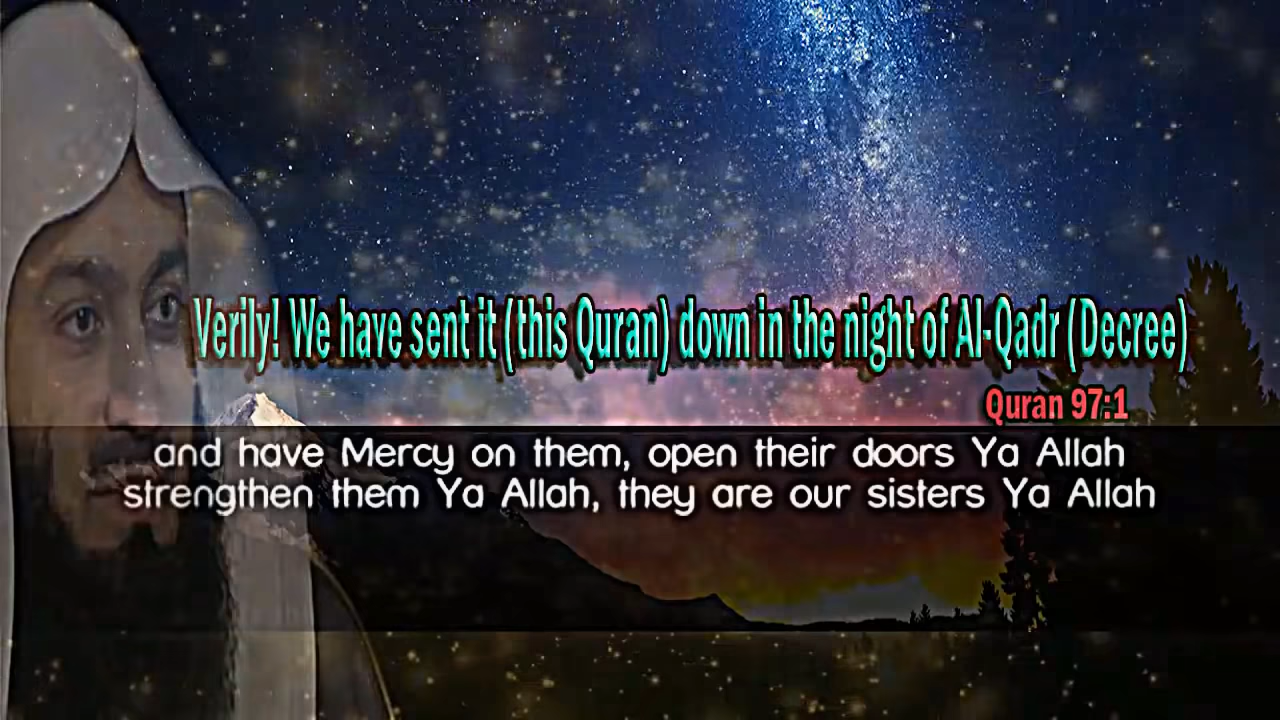 Verily! We have sent it (this Quran) down in the night of Al-Qadr (Decree)
Quran 97:1
and have Mercy on them, open their doors Ya Allah
strengthen them Ya Allah, they are our sisters Ya Allah